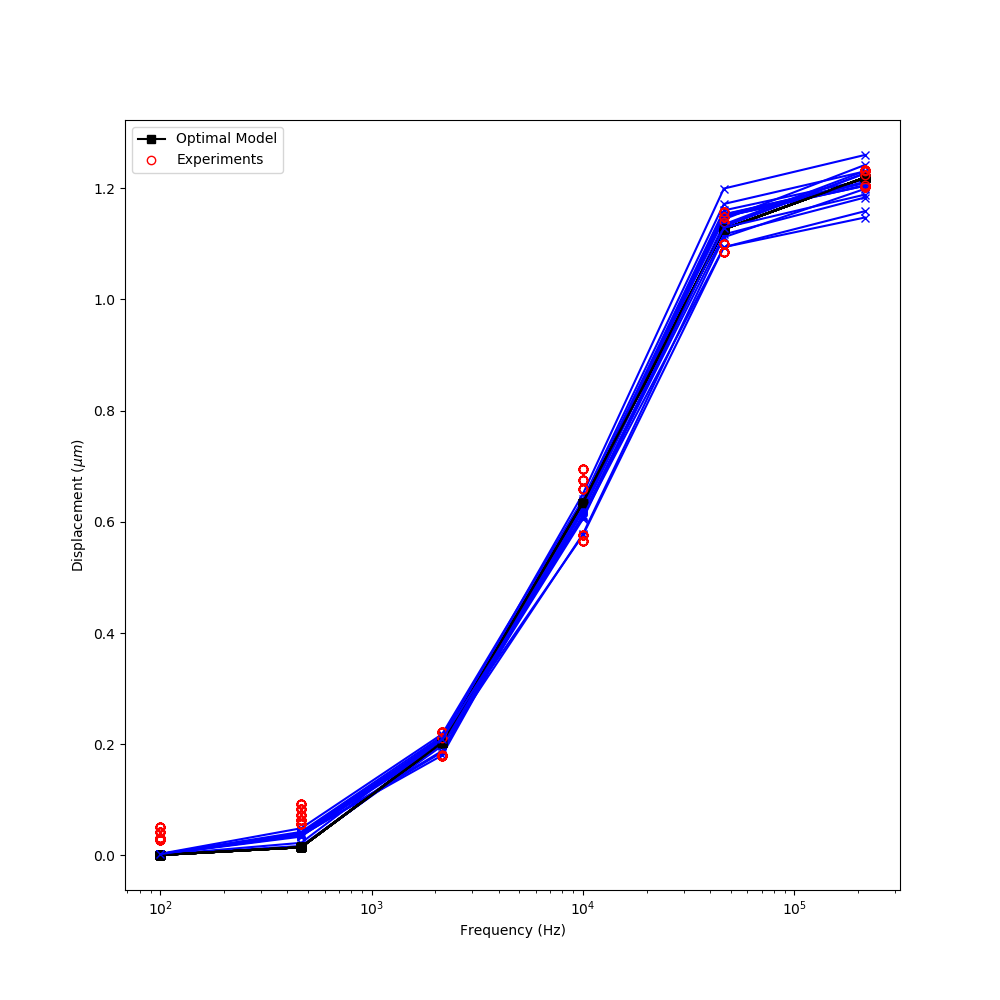 Optimal Model
Experiments
1.2
1.0
0.8
0.6
0.4
0.2
0.0
Displacement (μm)
10²
10³
10⁴
10⁵
Frequency (Hz)